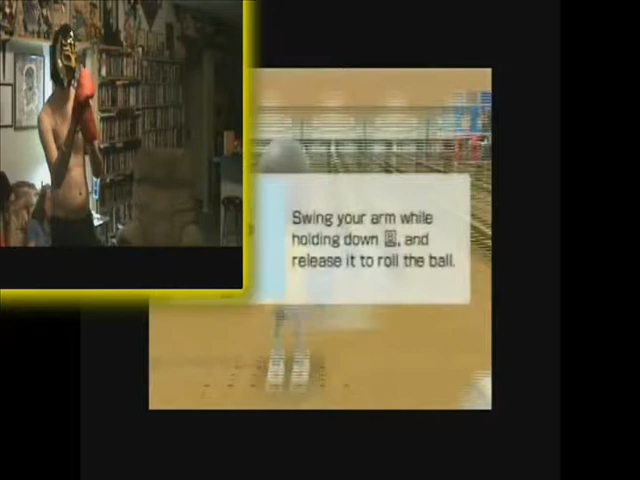 Swing your arm while
holding down B, and
release it to roll the ball.